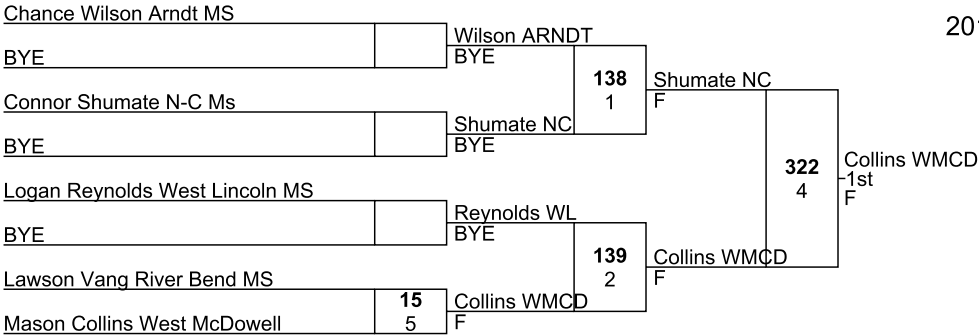 Chance Wilson Arndt MS
BYE
Connor Shumate N-C Ms
BYE
Logan Reynolds West Lincoln MS
BYE
Lawson Vang River Bend MS
Mason Collins West McDowell
15
5
Wilson ARNDT
BYE
Shumate NC
BYE
Reynolds WL
BYE
Collins WMCD
F
138
1
139
2
Shumate NC
F
Collins WMCD
F
322
4
Collins WMCD
1st
F